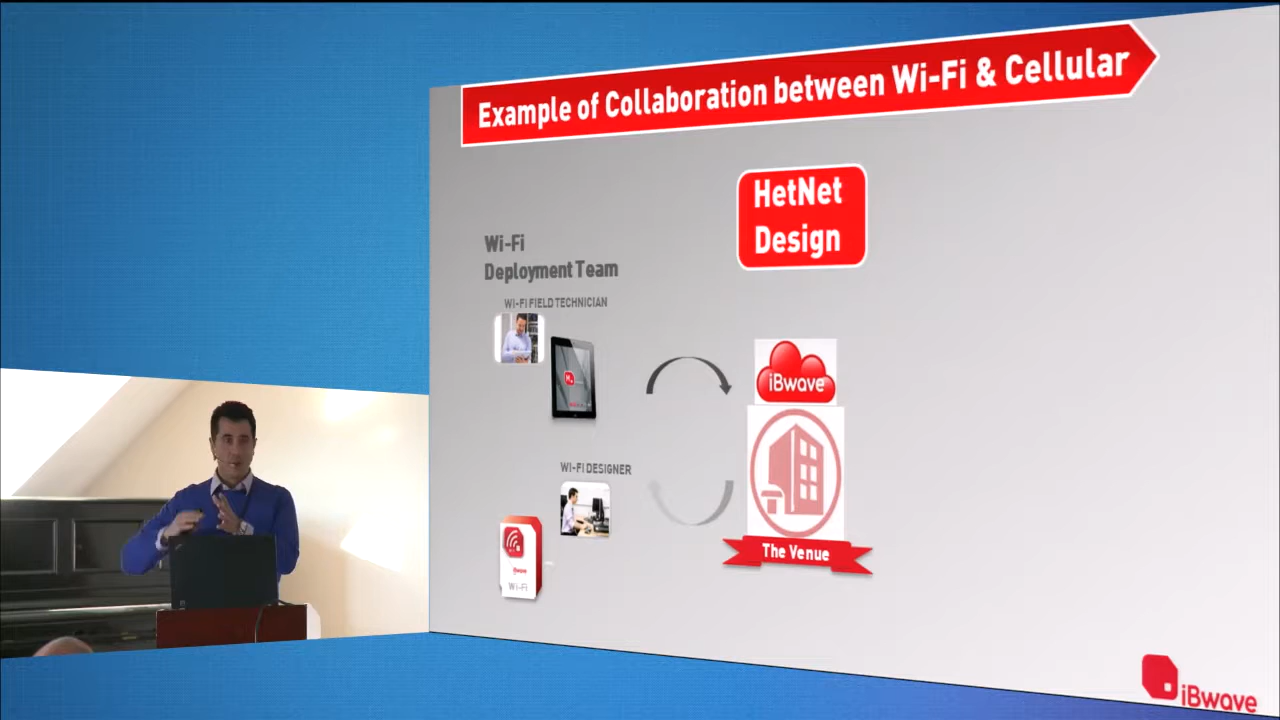 Example of Collaboration between Wi-Fi & Cellular
HetNet
Design
Wi-Fi
Deployment Team
WI-FI FIELD TECHNICIAN
iBwave
WI-FI DESIGNER
iBwave
Wi-Fi
The Venue
iBwave